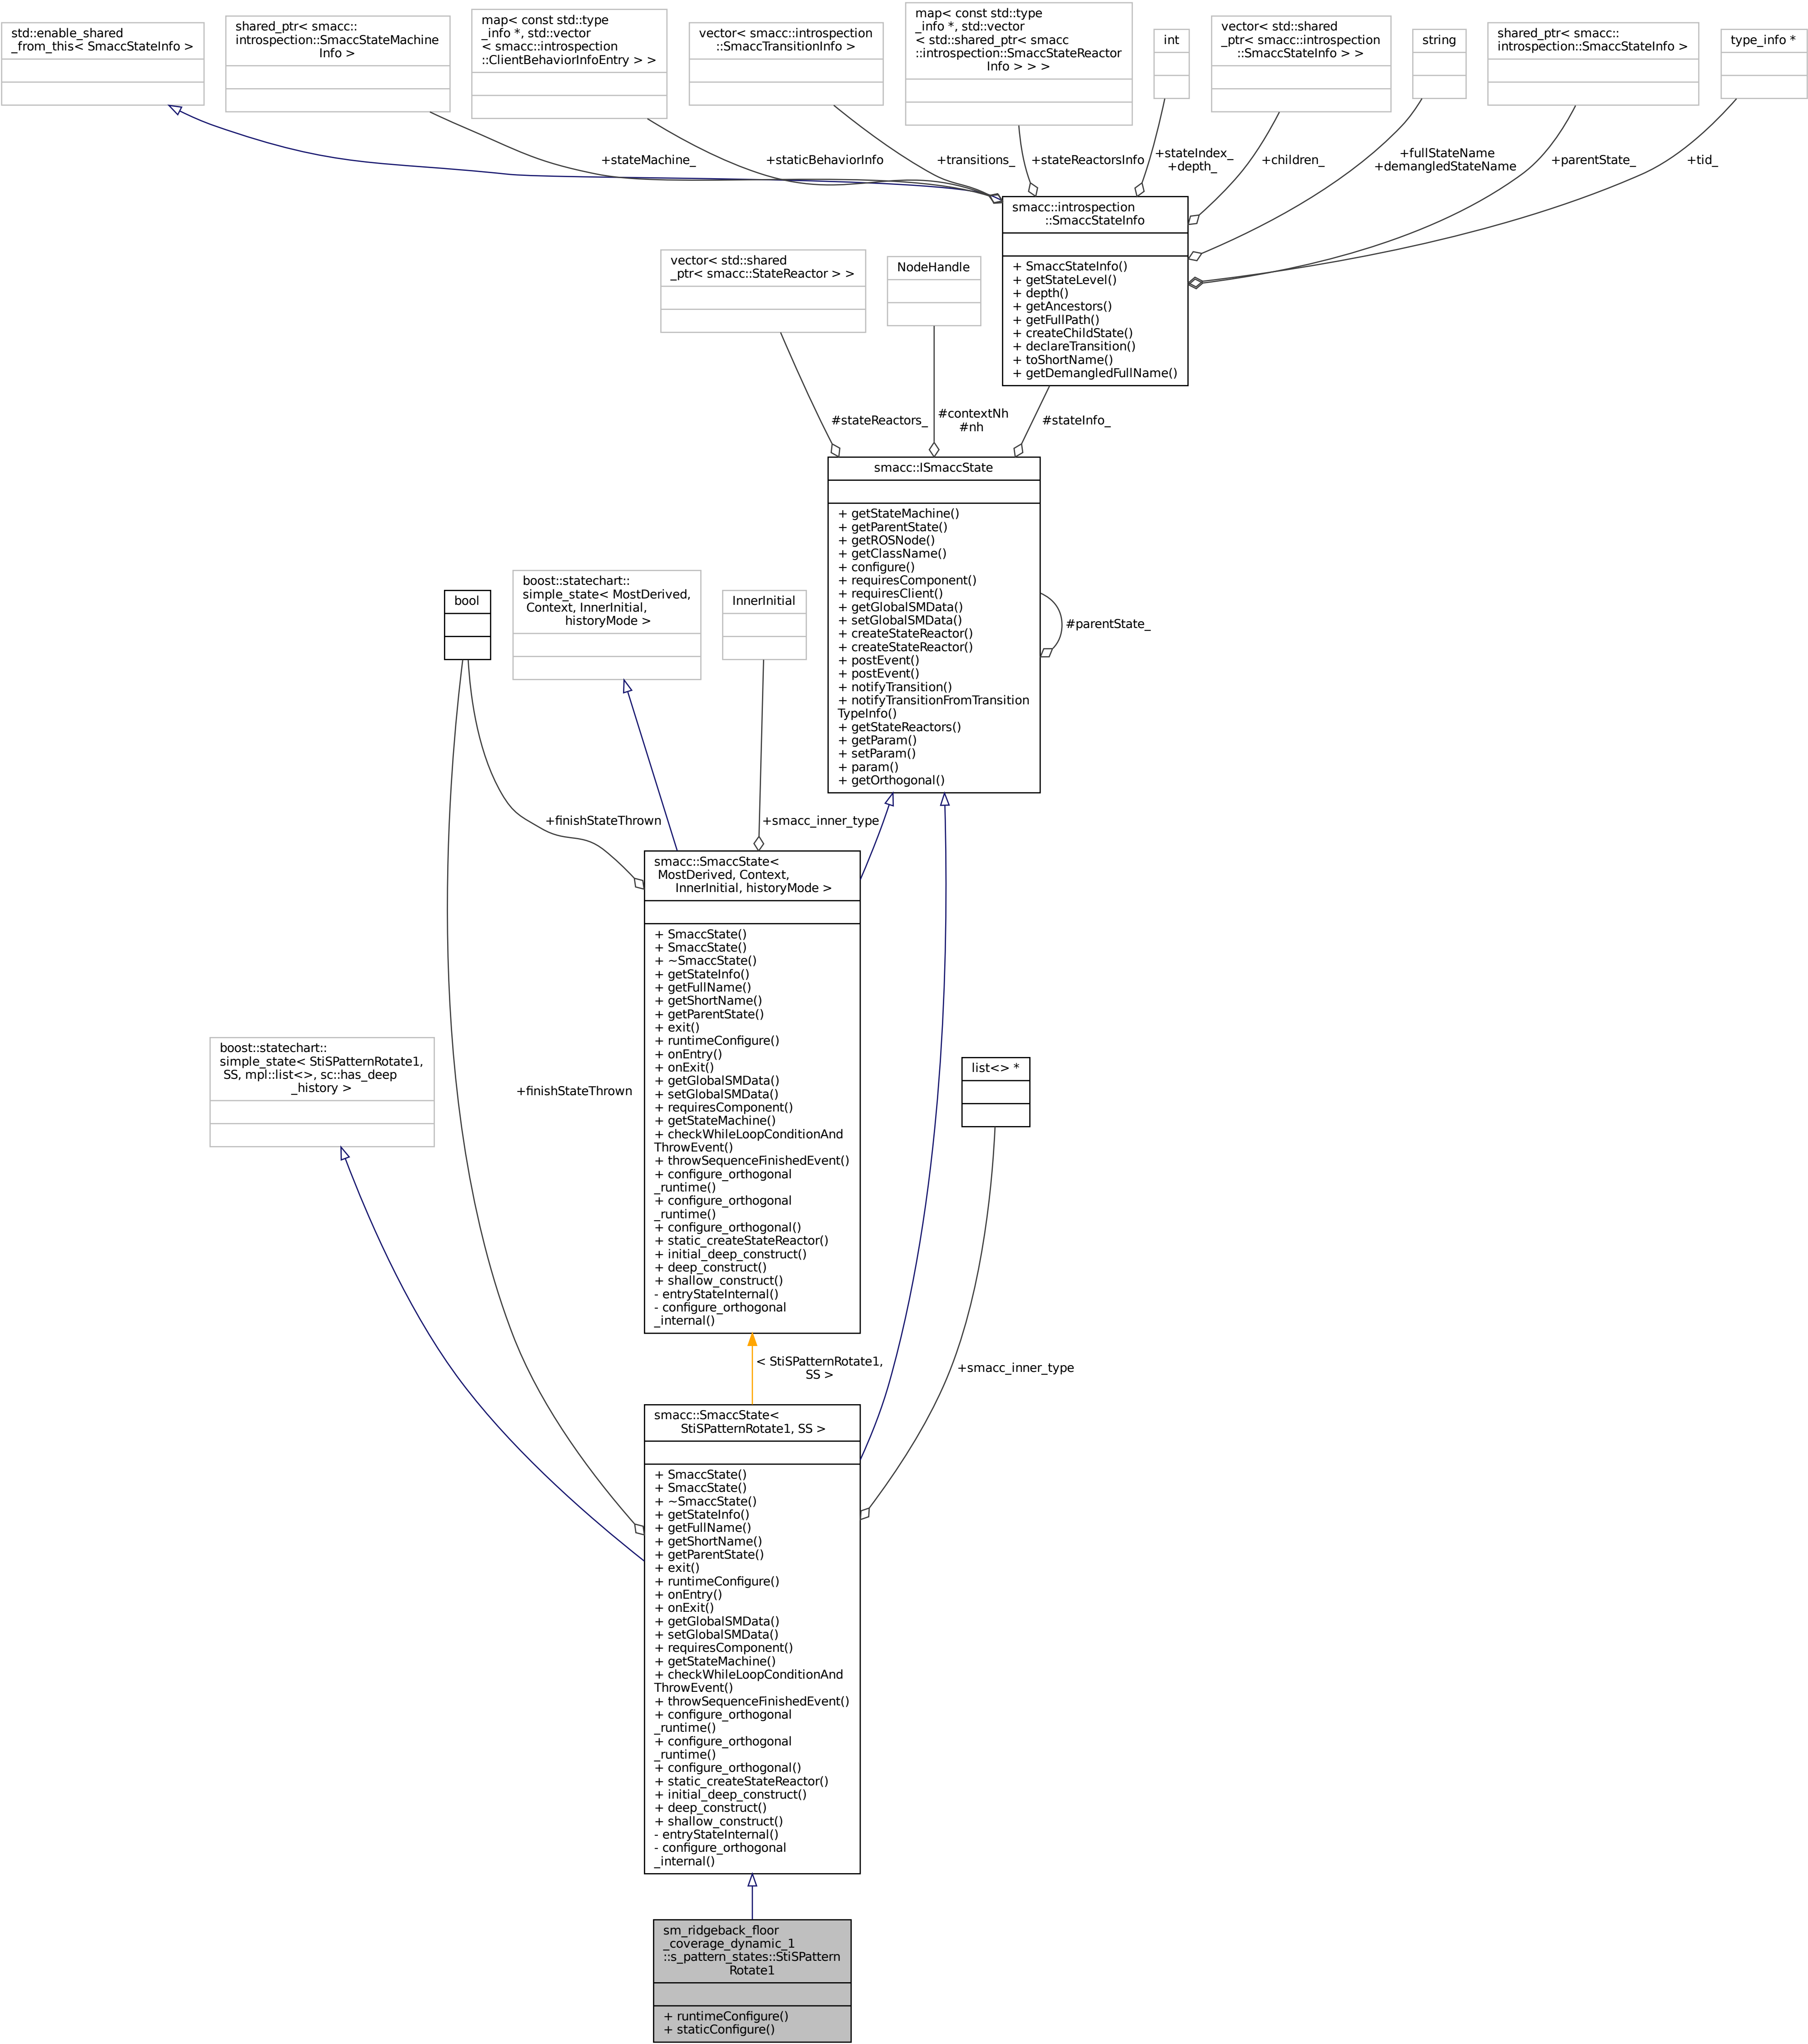 std::enable_shared
_from_this< SmaccStateInfo >
shared_ptr< smacc::
introspection::SmaccStateMachine
Info >
map< const std::type
_info *, std::vector
< smacc::introspection
::ClientBehaviorInfoEntry > >
vector< smacc::introspection
::SmaccTransitionInfo >
map< const std::type
_info *, std::vector
< std::shared_ptr< smacc
::introspection::SmaccStateReactor
Info > > >
int
vector< std::shared
_ptr< smacc::introspection
::SmaccStateInfo > >
string
shared_ptr< smacc::
introspection::SmaccStateInfo >
type_info *
+stateMachine_
+staticBehaviorInfo
+transitions_
+stateReactorsInfo
+stateIndex_
+depth_
+children_
+fullStateName
+demangledStateName
+parentState_
+tid_
smacc::introspection
::SmaccStateInfo
+ SmaccStateInfo()
+ getStateLevel()
+ depth()
+ getAncestors()
+ getFullPath()
+ createChildState()
+ declareTransition()
+ toShortName()
+ getDemangledFullName()
vector< std::shared
_ptr< smacc::StateReactor > >
NodeHandle
#stateReactors_
#contextNh
#nh
#stateInfo_
smacc::ISmaccState
+ getStateMachine()
+ getParentState()
+ getROSNode()
+ getClassName()
+ configure()
+ requiresComponent()
+ requiresClient()
+ getGlobalSMData()
+ setGlobalSMData()
+ createStateReactor()
+ createStateReactor()
+ postEvent()
+ postEvent()
+ notifyTransition()
+ notifyTransitionFromTransition
TypeInfo()
+ getStateReactors()
+ getParam()
+ setParam()
+ param()
+ getOrthogonal()
#parentState_
bool
boost::statechart::
simple_state< MostDerived,
Context, InnerInitial,
historyMode >
InnerInitial
+finishStateThrown
+smacc_inner_type
smacc::SmaccState<
MostDerived, Context,
InnerInitial, historyMode >
+ SmaccState()
+ SmaccState()
+ ~SmaccState()
+ getStateInfo()
+ getFullName()
+ getShortName()
+ getParentState()
+ exit()
+ runtimeConfigure()
+ onEntry()
+ onExit()
+ getGlobalSMData()
+ setGlobalSMData()
+ requiresComponent()
+ getStateMachine()
+ checkWhileLoopConditionAnd
ThrowEvent()
+ throwSequenceFinishedEvent()
+ configure_orthogonal
_runtime()
+ configure_orthogonal
_runtime()
+ configure_orthogonal()
+ static_createStateReactor()
+ initial_deep_construct()
+ deep_construct()
+ shallow_construct()
- entryStateInternal()
- configure_orthogonal
_internal()
boost::statechart::
simple_state< StiSPatternRotate1,
SS, mpl::list<>, sc::has_deep
_history >
+finishStateThrown
list<> *
< StiSPatternRotate1,
SS >
+smacc_inner_type
smacc::SmaccState<
StiSPatternRotate1, SS >
+ SmaccState()
+ SmaccState()
+ ~SmaccState()
+ getStateInfo()
+ getFullName()
+ getShortName()
+ getParentState()
+ exit()
+ runtimeConfigure()
+ onEntry()
+ onExit()
+ getGlobalSMData()
+ setGlobalSMData()
+ requiresComponent()
+ getStateMachine()
+ checkWhileLoopConditionAnd
ThrowEvent()
+ throwSequenceFinishedEvent()
+ configure_orthogonal
_runtime()
+ configure_orthogonal
_runtime()
+ configure_orthogonal()
+ static_createStateReactor()
+ initial_deep_construct()
+ deep_construct()
+ shallow_construct()
- entryStateInternal()
- configure_orthogonal
_internal()
sm_ridgeback_floor
_coverage_dynamic_1
::s_pattern_states::StiSPattern
Rotate1
+ runtimeConfigure()
+ staticConfigure()